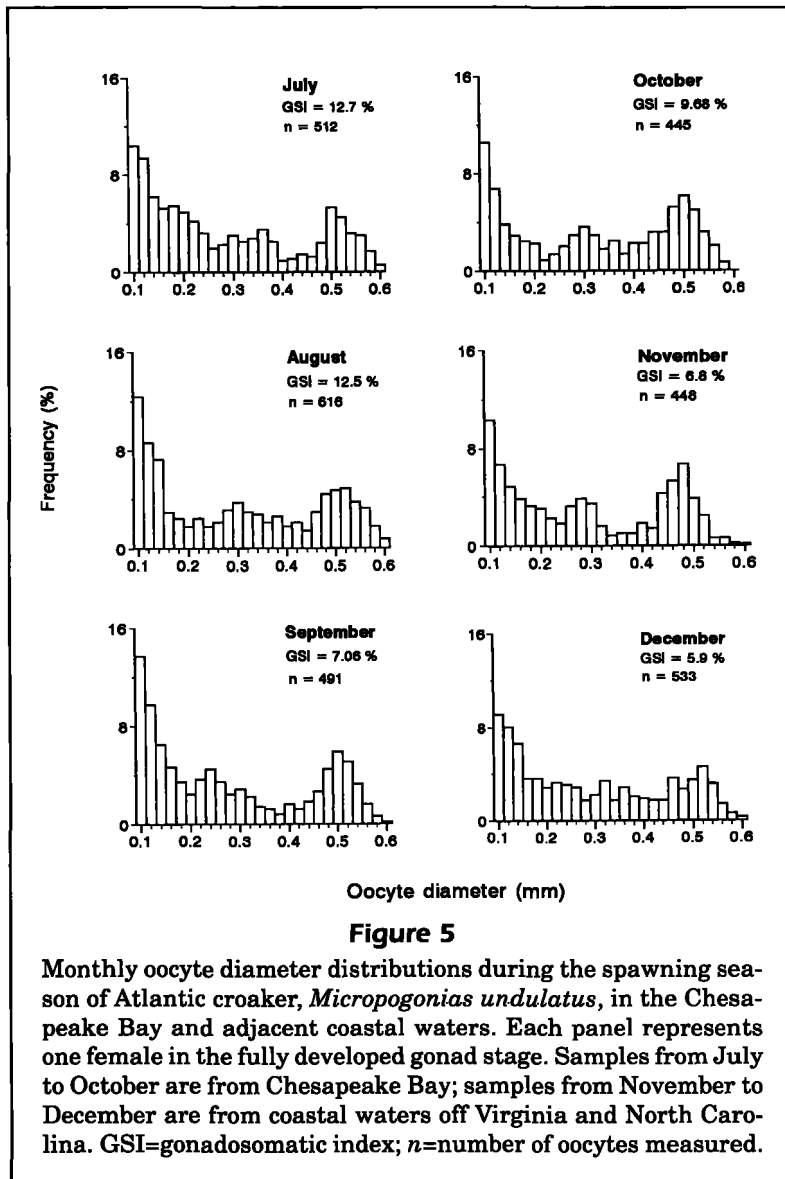 16
8
0
0.1 0.2 0.3 0.4 0.5 0.6
July
GSI = 12.7 %
n = 512
16
8
0
0.1 0.2 0.3 0.4 0.5 0.6
October
GSI = 9.68 %
n = 445
16
8
0
0.1 0.2 0.3 0.4 0.5 0.6
August
GSI = 12.5 %
n = 616
16
8
0
0.1 0.2 0.3 0.4 0.5 0.6
November
GSI = 6.8 %
n = 448
16
8
0
0.1 0.2 0.3 0.4 0.5 0.6
September
GSI = 7.06 %
n = 491
16
8
0
0.1 0.2 0.3 0.4 0.5 0.6
December
GSI = 5.9 %
n = 533
Frequency (%)
Oocyte diameter (mm)
Figure 5
Monthly oocyte diameter distributions during the spawning sea-
son of Atlantic croaker, Micropogonias undulatus, in the Chesa-
peake Bay and adjacent coastal waters. Each panel represents
one female in the fully developed gonad stage. Samples from July
to October are from Chesapeake Bay; samples from November to
December are from coastal waters off Virginia and North Caro-
lina. GSI=gonadosomatic index; n=number of oocytes measured.